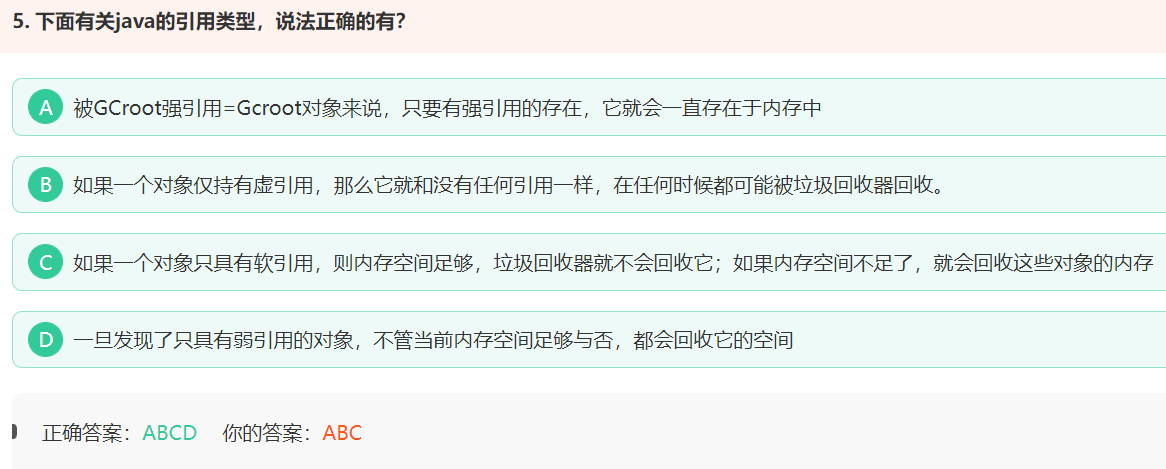 5. 下面有关java的引用类型，说法正确的有？
A 被GCroot强引用=Gcroot对象来说，只要有强引用的存在，它就会一直存在于内存中
B 如果一个对象仅持有虚引用，那么它就和没有任何引用一样，在任何时候都可能被垃圾回收器回收。
C 如果一个对象只具有软引用，则内存空间足够，垃圾回收器就不会回收它；如果内存空间不足了，就会回收这些对象的内存
D 一旦发现了只具有弱引用的对象，不管当前内存空间足够与否，都会回收它的空间
正确答案：ABCD 你的答案：ABC